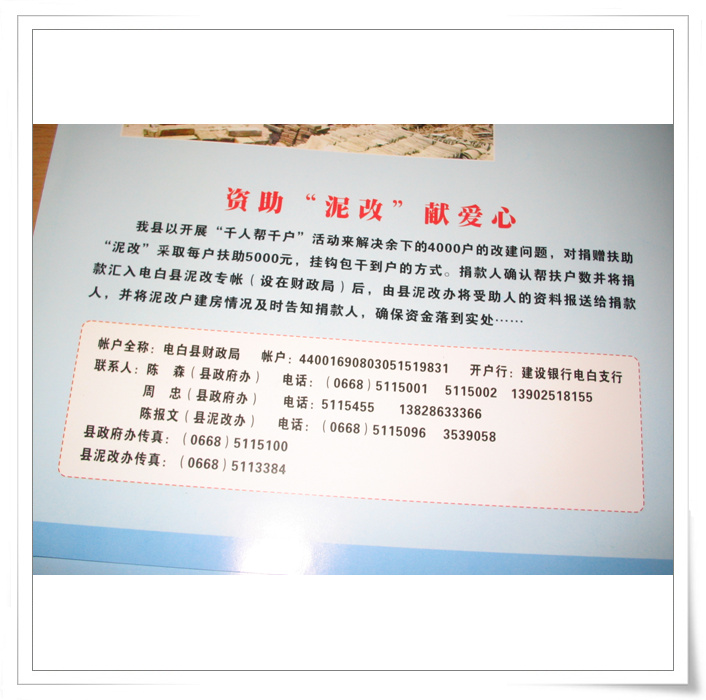 资助“泥改”献爱心
我县以开展“千人帮千户”活动来解决余下的4000户的改建问题，对捐赠扶助
“泥改”采取每户扶助5000元，挂钩包干到户的方式。捐款人确认帮扶户数并将捐
款汇入电白县泥改专帐（设在财政局）后，由县泥改办将受助人的资料报送给捐款
人，并将泥改户建房情况及时告知捐款人，确保资金落到实处……
帐户全称：电白县财政局 帐户：44001690803051519831 开户行：建设银行电白支行
联系人：陈 森（县政府办） 电话：（0668）5115001 5115002 13902518155
周 忠（县政府办） 电话：5115455 13828633366
陈报文（县泥改办） 电话：（0668）5115096 3539058
县政府办传真：（0668）5115100
县泥改办传真：（0668）5113384